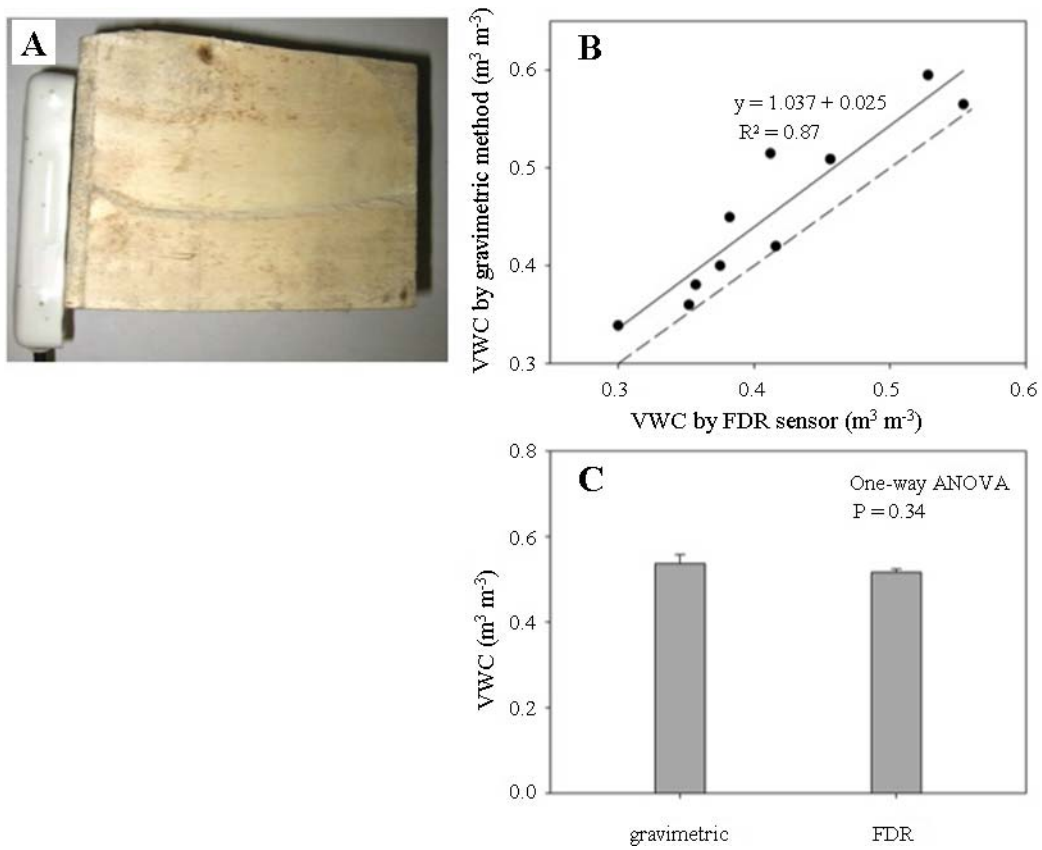 A
B
VWC by gravimetric method (m³ m⁻³)
0.6
0.5
0.4
0.3
y = 1.037 + 0.025
R² = 0.87
0.3 0.4 0.5 0.6
VWC by FDR sensor (m³ m⁻³)
C
VWC (m³ m⁻³)
0.8
0.6
0.4
0.2
0.0
One-way ANOVA
P = 0.34
gravimetric FDR